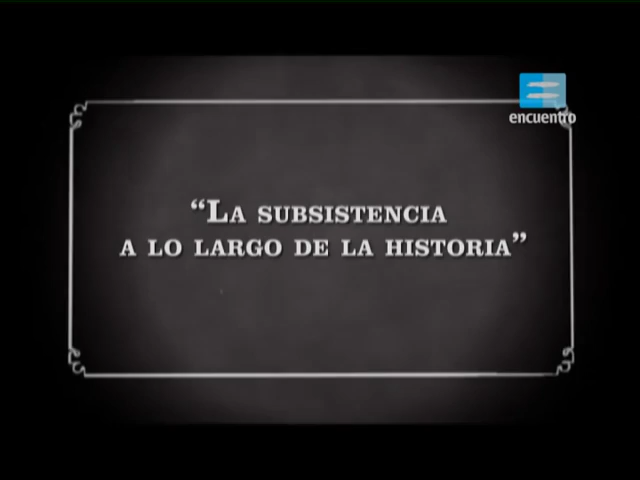 encuentro
“LA SUBSISTENCIA
A LO LARGO DE LA HISTORIA”